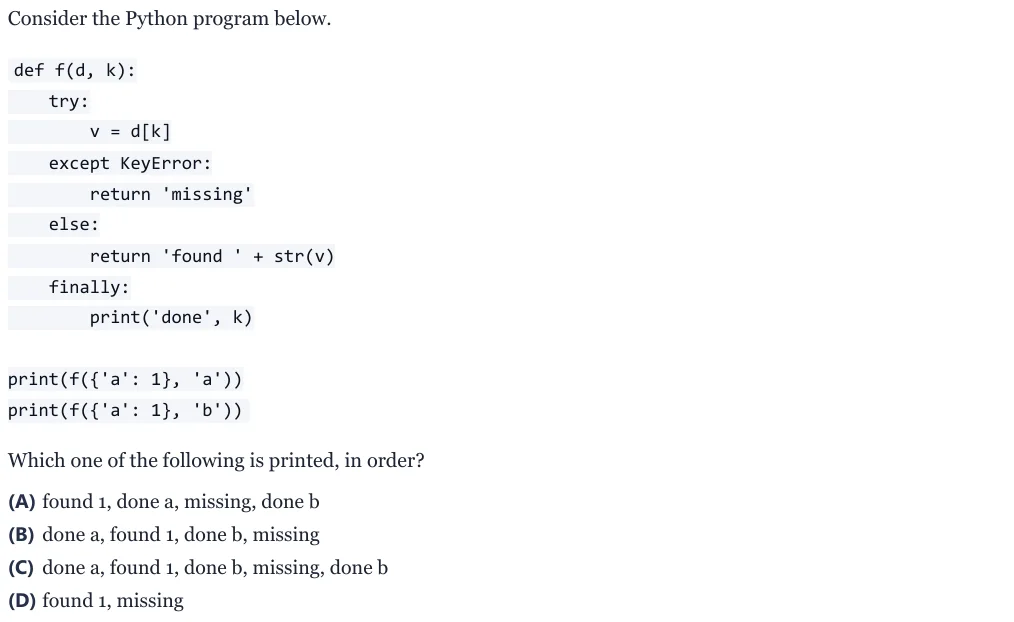 Consider the Python program below.
def f(d, k):
    try:
        v = d[k]
    except KeyError:
        return 'missing'
    else:
        return 'found ' + str(v)
    finally:
        print('done', k)
print(f({'a': 1}, 'a'))
print(f({'a': 1}, 'b'))
Which one of the following is printed, in order?
(A) found 1, done a, missing, done b
(B) done a, found 1, done b, missing
(C) done a, found 1, done b, missing, done b
(D) found 1, missing